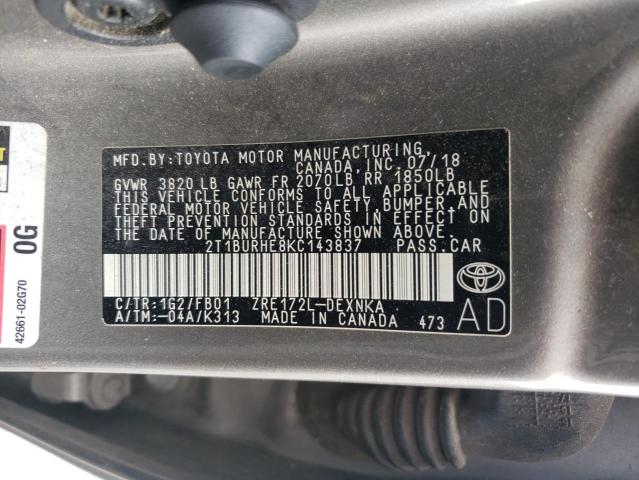 MFD.BY:TOYOTA MOTOR MANUFACTURING,
CANADA, INC. 07/18
GVWR 3820 LB GAWR FR 2070LB RR 1850LB
THIS VEHICLE CONFORMS TO ALL APPLICABLE
FEDERAL MOTOR VEHICLE SAFETY, BUMPER, AND
THEFT PREVENTION STANDARDS IN EFFECT ON
THE DATE OF MANUFACTURE SHOWN ABOVE.
2T1BURHE8KC143837 PASS.CAR
C/TR:1G2/FB01 ZRE172L-DEXNKA
A/TM:-04A/K313 MADE IN CANADA 473
AD
0G
42661-02G70